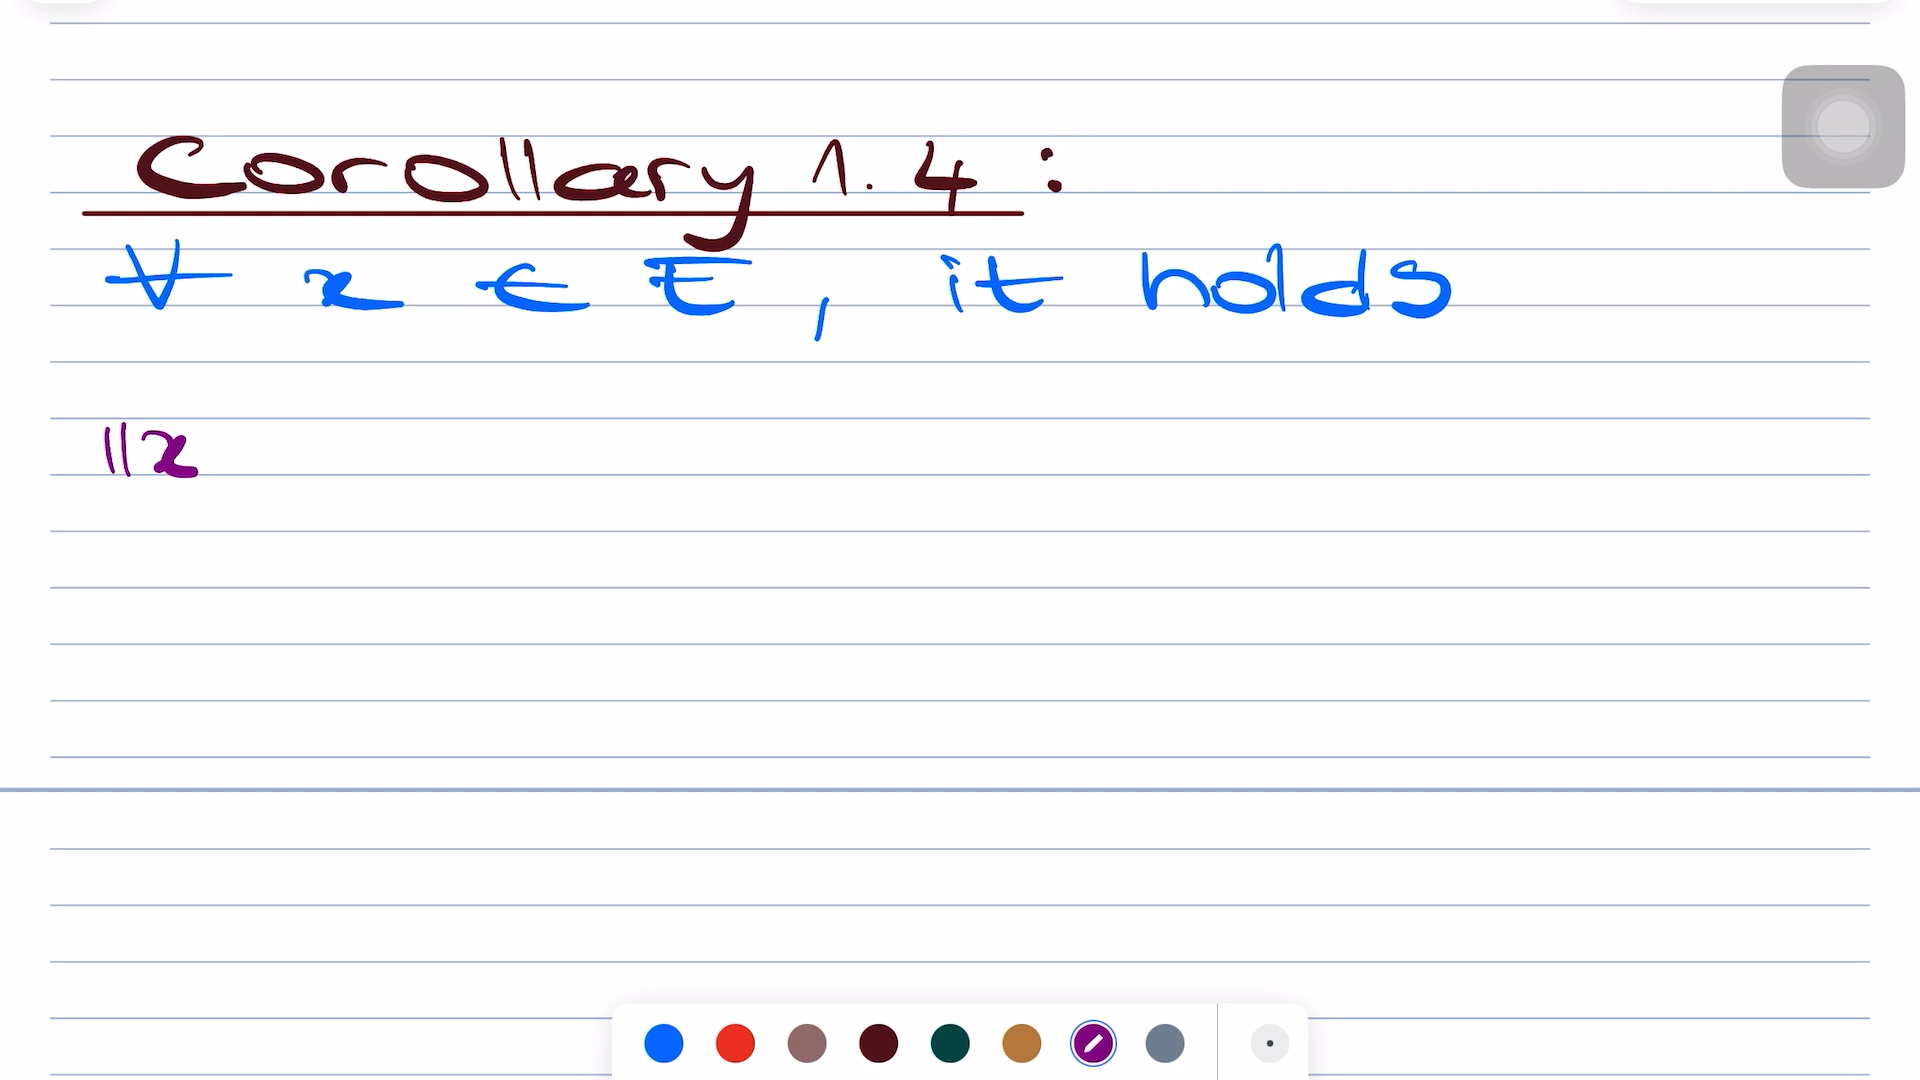 Corollary 1.4 :
∀ x ∈ E , it holds
||x